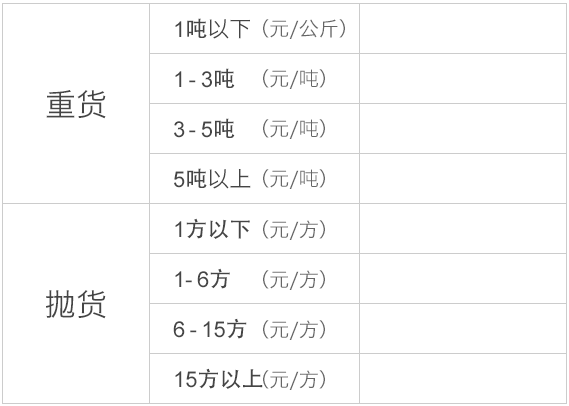 重货
1吨以下（元/公斤）
1-3吨（元/吨）
3-5吨（元/吨）
5吨以上（元/吨）
抛货
1方以下（元/方）
1-6方（元/方）
6-15方（元/方）
15方以上(元/方）